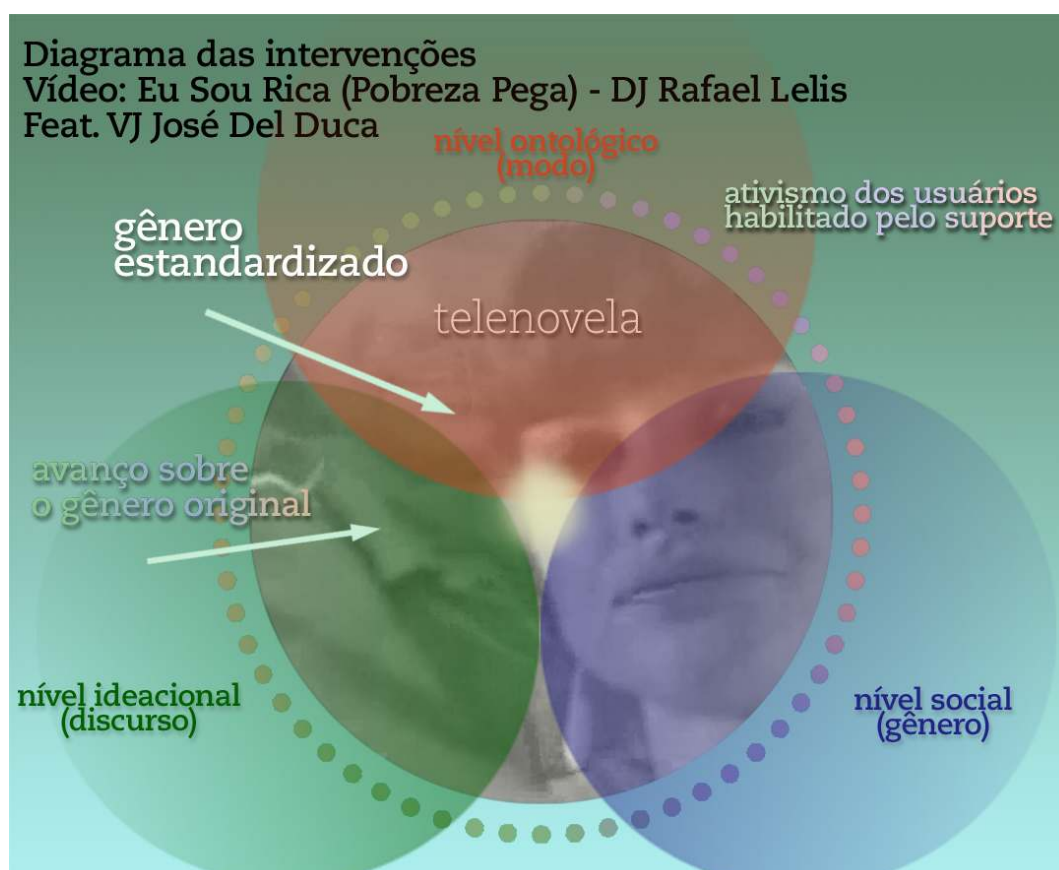 Diagrama das intervenções
Vídeo: Eu Sou Rica (Pobreza Pega) - DJ Rafael Lelis
Feat. VJ José Del Duca
nível ontológico
(modo)
ativismo dos usuários
habilitado pelo suporte
gênero
estandardizado
telenovela
avanço sobre
o gênero original
nível ideacional
(discurso)
nível social
(gênero)